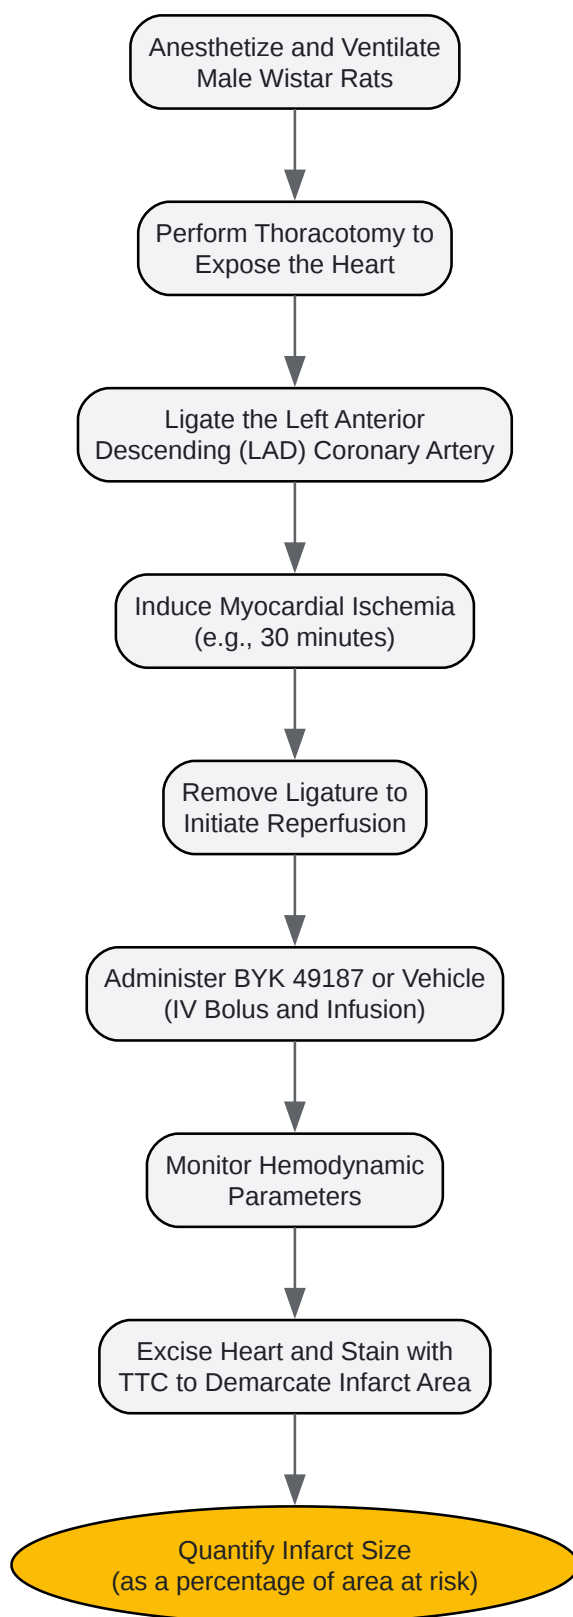 Anesthetize and Ventilate
Male Wistar Rats
Perform Thoracotomy to
Expose the Heart
Ligate the Left Anterior
Descending (LAD) Coronary Artery
Induce Myocardial Ischemia
(e.g., 30 minutes)
Remove Ligature to
Initiate Reperfusion
Administer BYK 49187 or Vehicle
(IV Bolus and Infusion)
Monitor Hemodynamic
Parameters
Excise Heart and Stain with
TTC to Demarcate Infarct Area
Quantify Infarct Size
(as a percentage of area at risk)